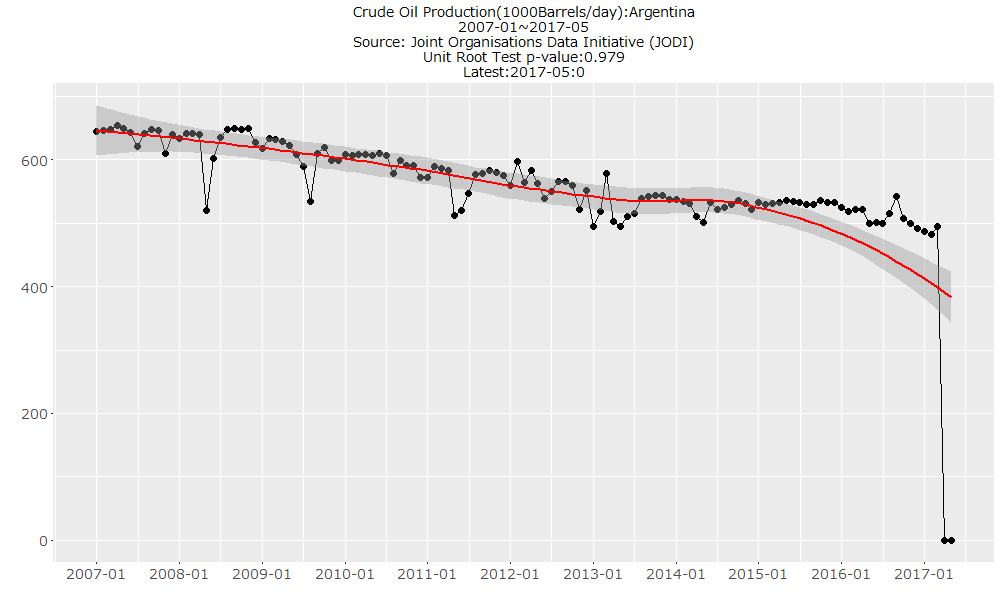 Crude Oil Production(1000Barrels/day):Argentina
2007-01~2017-05
Source: Joint Organisations Data Initiative (JODI)
Unit Root Test p-value:0.979
Latest:2017-05:0
600
400
200
0
2007-01 2008-01 2009-01 2010-01 2011-01 2012-01 2013-01 2014-01 2015-01 2016-01 2017-01